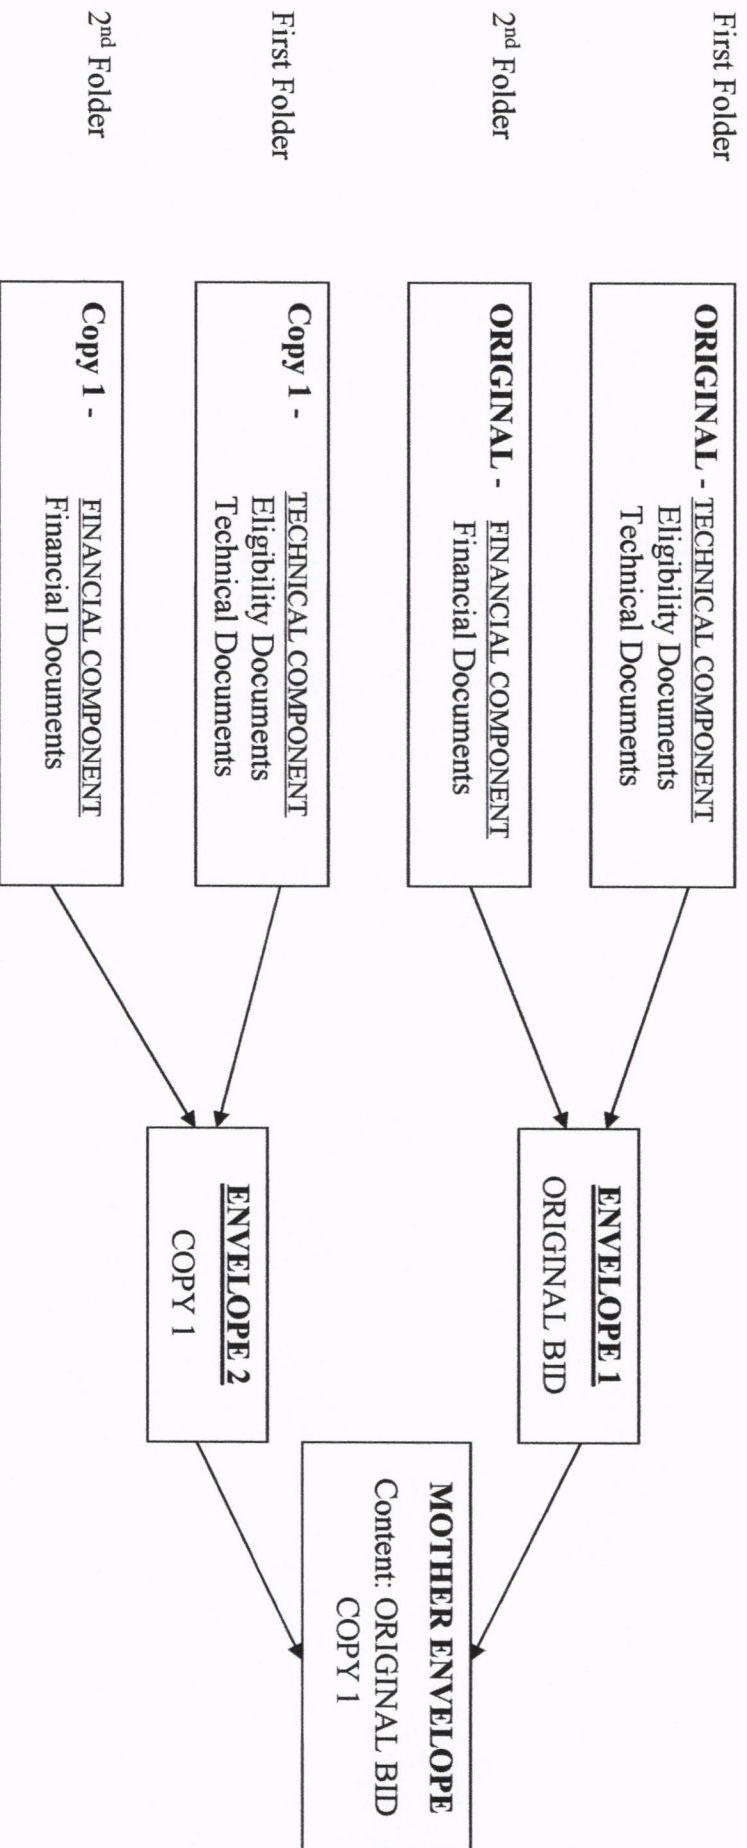 First Folder
ORIGINAL - TECHNICAL COMPONENT
Eligibility Documents
Technical Documents
2nd Folder
ORIGINAL - FINANCIAL COMPONENT
Financial Documents
ENVELOPE 1
ORIGINAL BID
First Folder
Copy 1 - TECHNICAL COMPONENT
Eligibility Documents
Technical Documents
2nd Folder
Copy 1 - FINANCIAL COMPONENT
Financial Documents
ENVELOPE 2
COPY 1
MOTHER ENVELOPE
Content: ORIGINAL BID
COPY 1